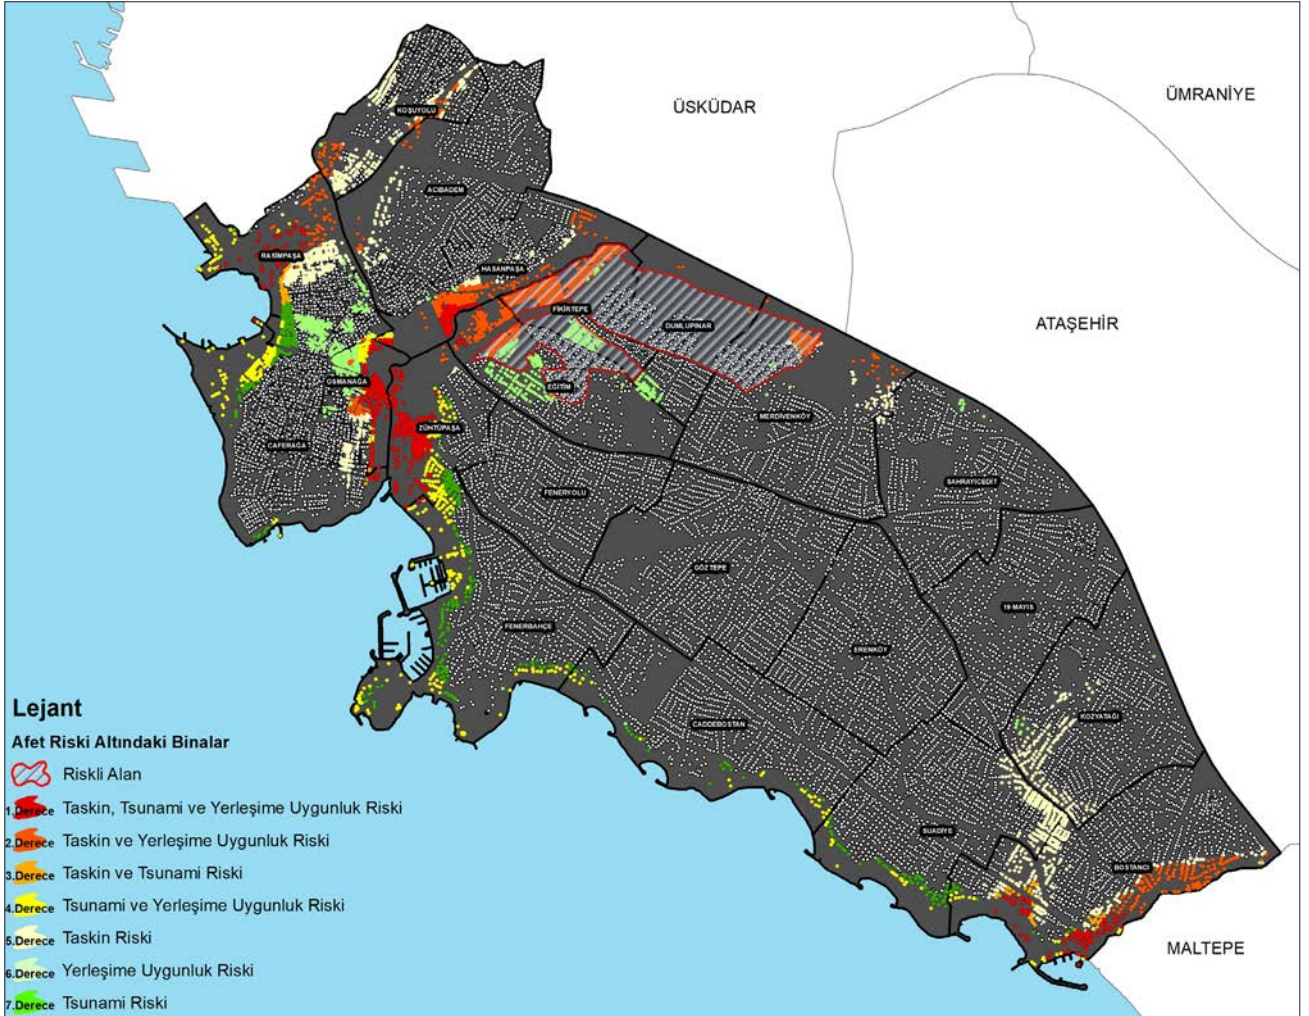 ÜMRANİYE
ÜSKÜDAR
KOŞUYOLU
ACIBADEM
RASİMPAŞA
HASANPAŞA
FİKİRTEPE
DUMLUPINAR
ATAŞEHİR
OSMANAĞA
EĞİTİM
MERDİVENKÖY
ZÜHTÜPAŞA
CAFERAĞA
SAHRAYICEDİT
FENERYOLU
GÖZTEPE
19 MAYIS
FENERBAHÇE
ERENKÖY
KOZYATAĞI
CADDEBOSTAN
SUADİYE
BOSTANCI
MALTEPE
Lejant
Afet Riski Altındaki Binalar
Riskli Alan
1.Derece Taskin, Tsunami ve Yerleşime Uygunluk Riski
2.Derece Taskin ve Yerleşime Uygunluk Riski
3.Derece Taskin ve Tsunami Riski
4.Derece Tsunami ve Yerleşime Uygunluk Riski
5.Derece Taskin Riski
6.Derece Yerleşime Uygunluk Riski
7.Derece Tsunami Riski